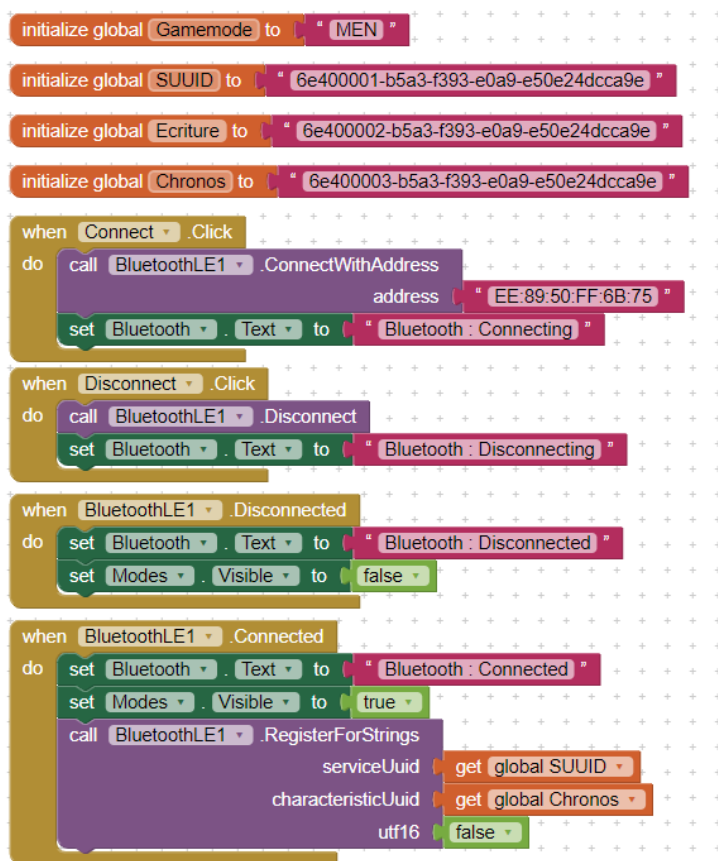 initialize global Gamemode to " MEN "
initialize global SUUID to " 6e400001-b5a3-f393-e0a9-e50e24dcca9e "
initialize global Ecriture to " 6e400002-b5a3-f393-e0a9-e50e24dcca9e "
initialize global Chronos to " 6e400003-b5a3-f393-e0a9-e50e24dcca9e "
when Connect .Click
do call BluetoothLE1 .ConnectWithAddress
address " EE:89:50:FF:6B:75 "
set Bluetooth . Text to " Bluetooth : Connecting "
when Disconnect .Click
do call BluetoothLE1 .Disconnect
set Bluetooth . Text to " Bluetooth : Disconnecting "
when BluetoothLE1 .Disconnected
do set Bluetooth . Text to " Bluetooth : Disconnected "
set Modes . Visible to false
when BluetoothLE1 .Connected
do set Bluetooth . Text to " Bluetooth : Connected "
set Modes . Visible to true
call BluetoothLE1 .RegisterForStrings
serviceUuid get global SUUID
characteristicUuid get global Chronos
utf16 false